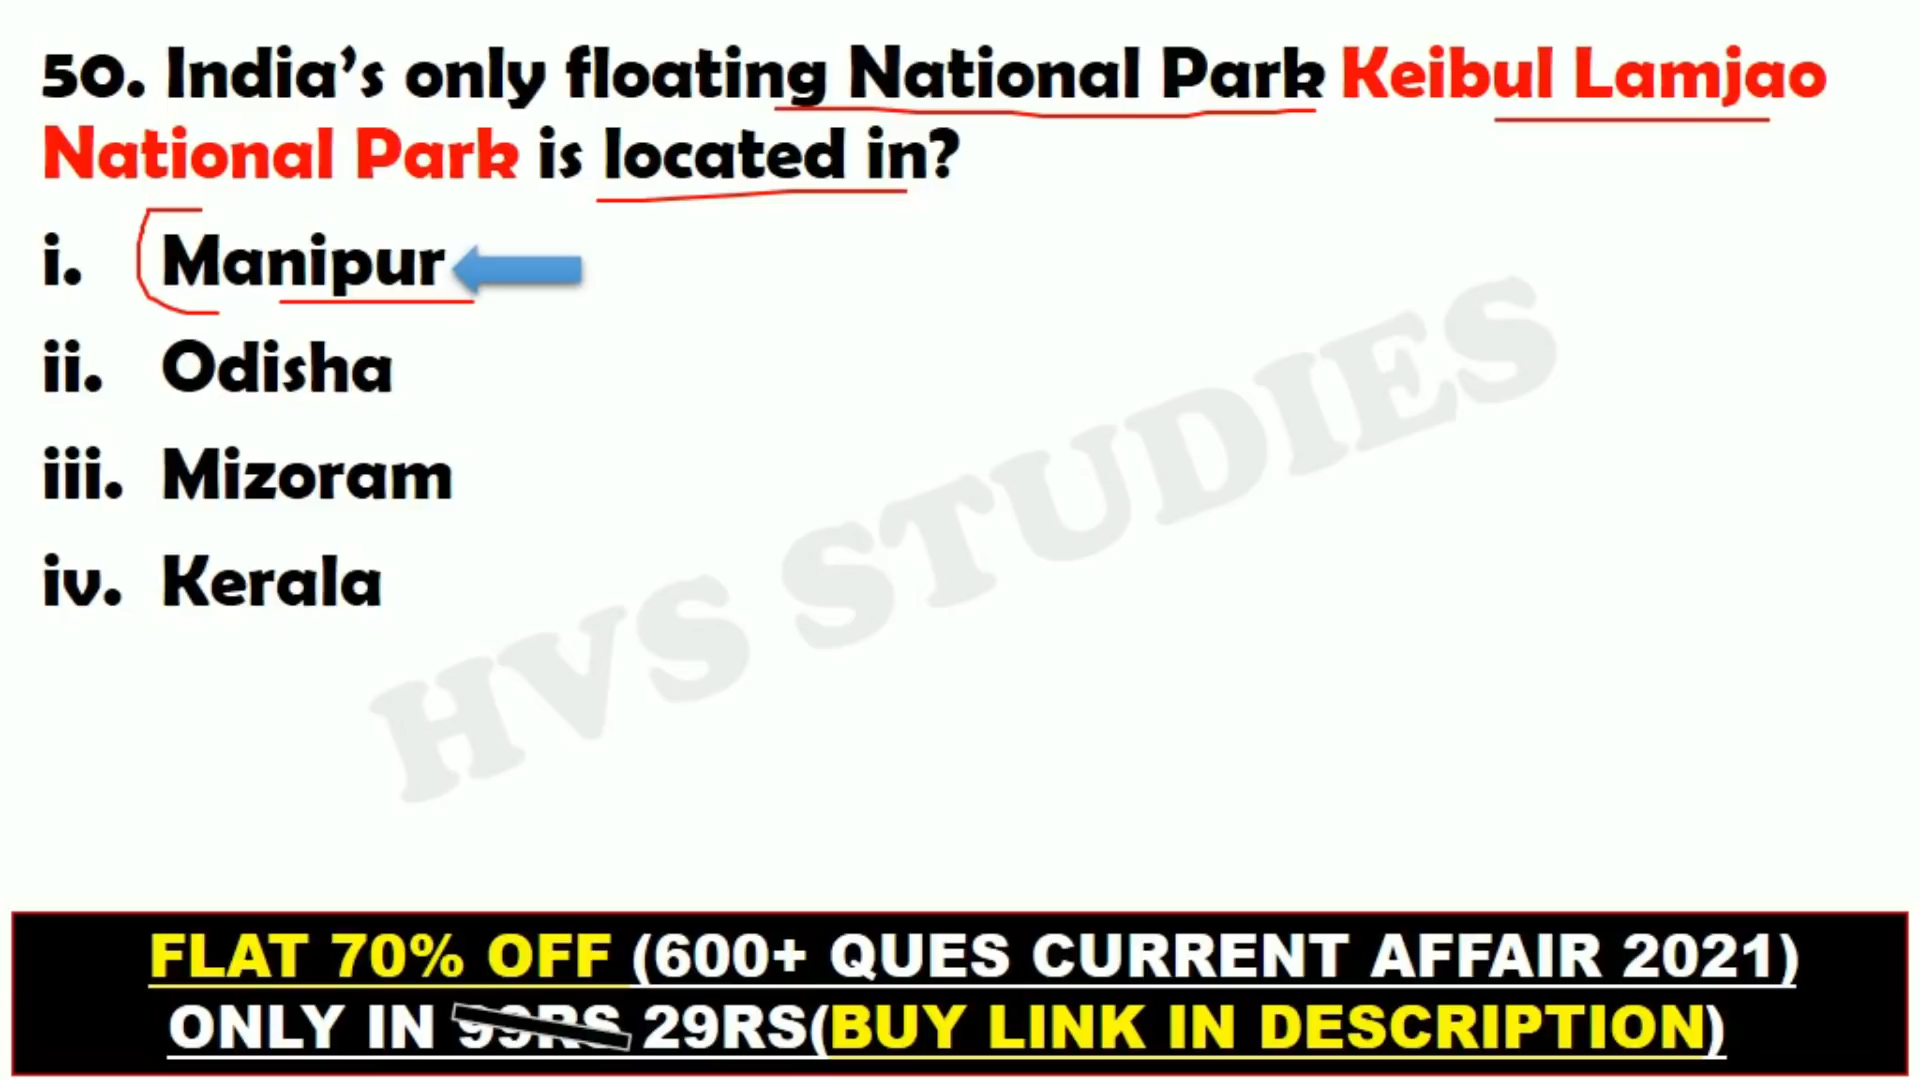 50. India's only floating National Park Keibul Lamjao
National Park is located in?
i. Manipur
ii. Odisha
iii. Mizoram
iv. Kerala
HVS STUDIES
FLAT 70% OFF (600+ QUES CURRENT AFFAIR 2021)
ONLY IN 99RS 29RS(BUY LINK IN DESCRIPTION)